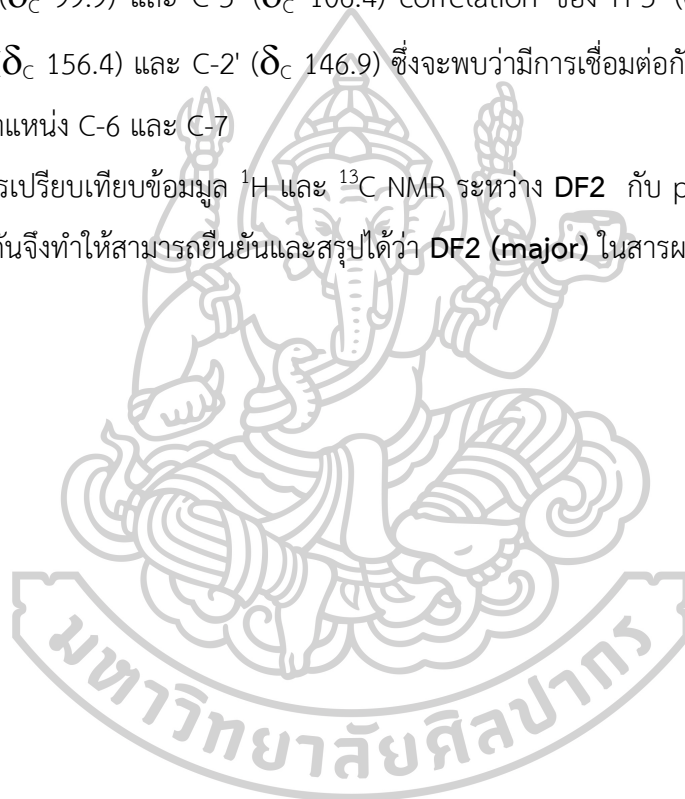 (δC 99.9) และ C-3' (δC 106.4) correlation ของ H-3'
(δC 156.4) และ C-2' (δC 146.9) ซึ่งจะพบว่ามีการเชื่อมต่อกั
าแหน่ง C-6 และ C-7
รเปรียบเทียบข้อมมูล ¹H และ ¹³C NMR ระหว่าง DF2 กับ p
กันจึงทำให้สามารถยืนยันและสรุปได้ว่า DF2 (major) ในสารผ
มหาวิทยาลัยศิลปากร